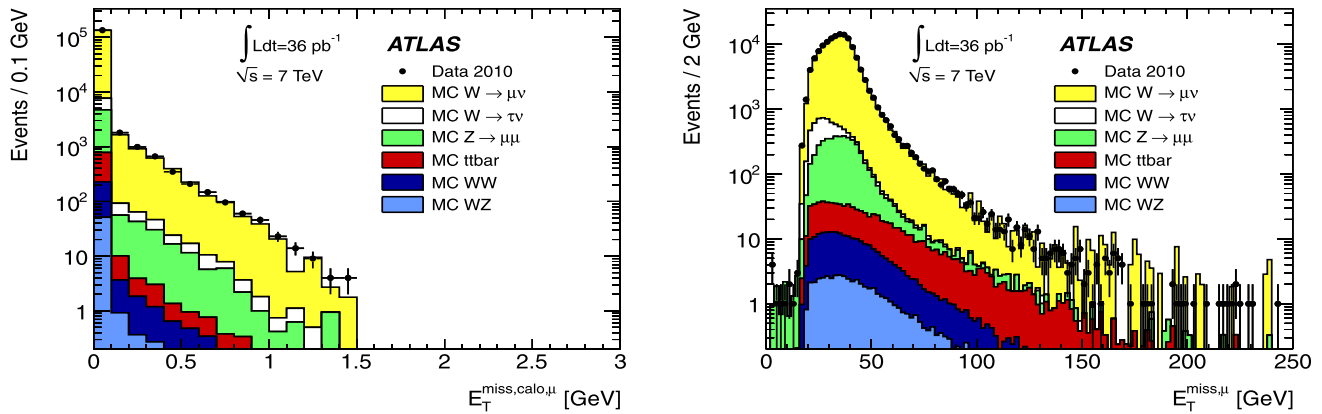 Events / 0.1 GeV
10⁵
10⁴
10³
10²
10
1
0
0.5
1
1.5
2
2.5
3
∫Ldt=36 pb⁻¹
√s = 7 TeV
ATLAS
Data 2010
MC W → μν
MC W → τν
MC Z → μμ
MC ttbar
MC WW
MC WZ
E_T^miss,calo,μ [GeV]
Events / 2 GeV
10⁴
10³
10²
10
1
0
50
100
150
200
250
∫Ldt=36 pb⁻¹
√s = 7 TeV
ATLAS
Data 2010
MC W → μν
MC W → τν
MC Z → μμ
MC ttbar
MC WW
MC WZ
E_T^miss,μ [GeV]